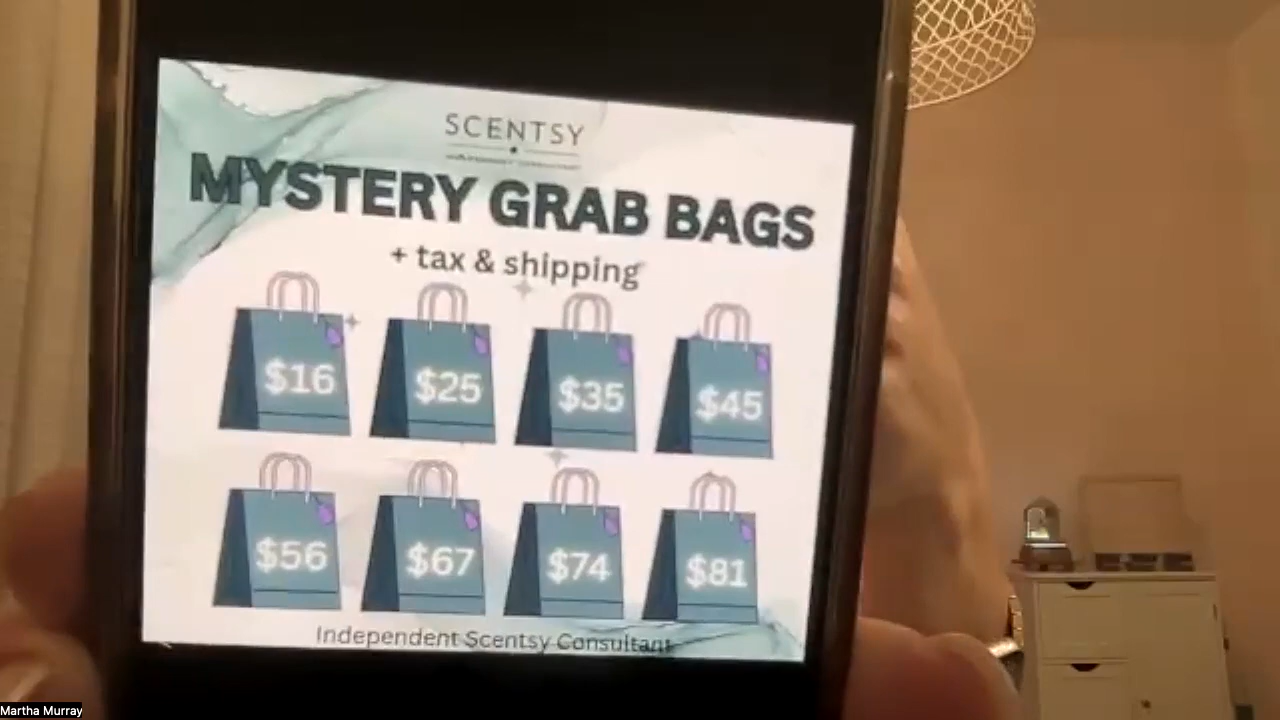 SCENTSY
MYSTERY GRAB BAGS
+ tax & shipping
$16 $25 $35 $45
$56 $67 $74 $81
Independent Scentsy Consultant
Martha Murray